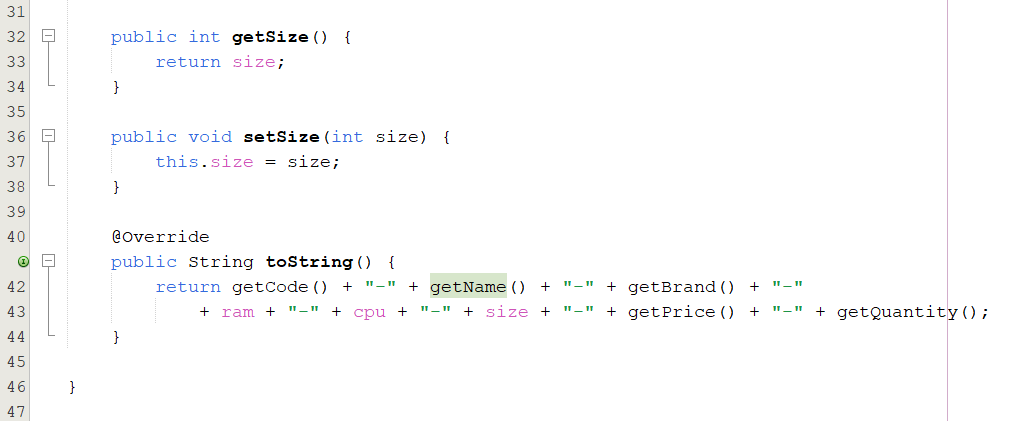 31
32 public int getSize() {
33 return size;
34 }
35
36 public void setSize(int size) {
37 this.size = size;
38 }
39
40 @Override
public String toString() {
42 return getCode() + "-" + getName() + "-" + getBrand() + "-"
43 + ram + "-" + cpu + "-" + size + "-" + getPrice() + "-" + getQuantity();
44 }
45
46 }
47